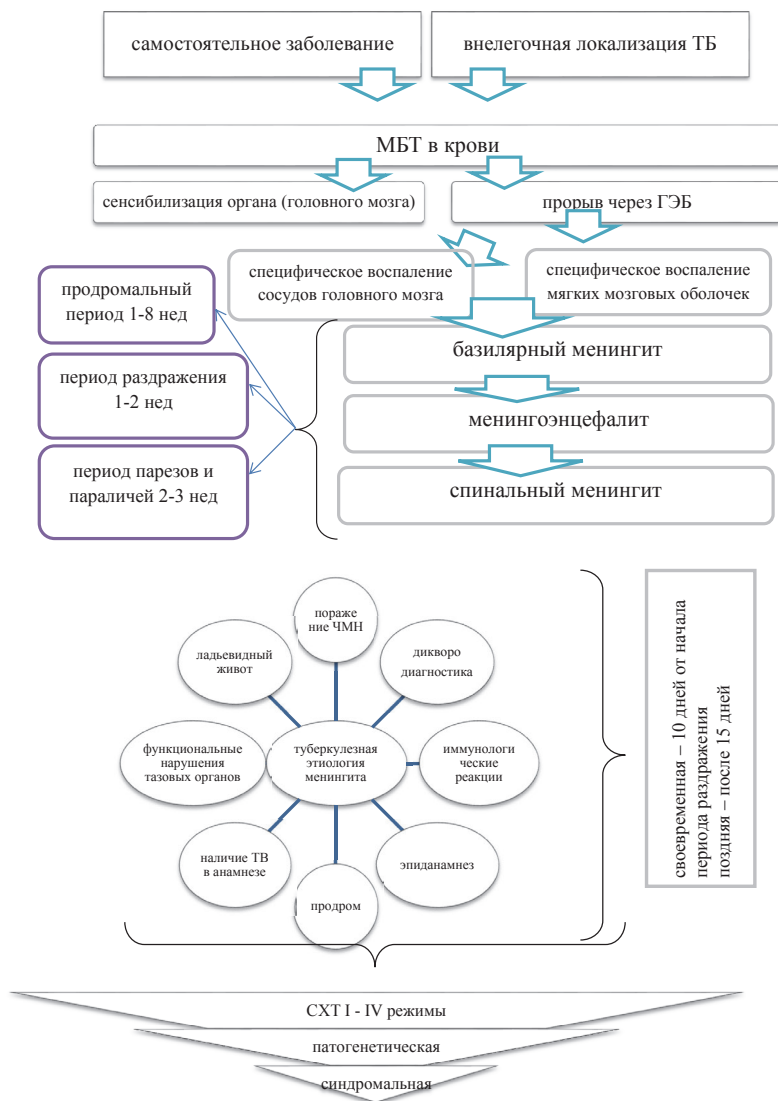 самостоятельное заболевание
внелегочная локализация ТБ
МБТ в крови
сенсибилизация органа (головного мозга)
прорыв через ГЭБ
специфическое воспаление
сосудов головного мозга
специфическое воспаление
мягких мозговых оболочек
продромальный
период 1-8 нед
период раздражения
1-2 нед
период парезов и
параличей 2-3 нед
базилярный менингит
менингоэнцефалит
спинальный менингит
пораже
ние ЧМН
ладьевидный
живот
дикворо
диагностика
функциональные
нарушения
тазовых органов
туберкулезная
этиология
менингита
иммунологи
ческие
реакции
наличие ТВ
в анамнезе
эпиданамнез
продром
своевременная – 10 дней от начала
периода раздражения
поздняя – после 15 дней
СХТ I - IV режимы
патогенетическая
синдромальная